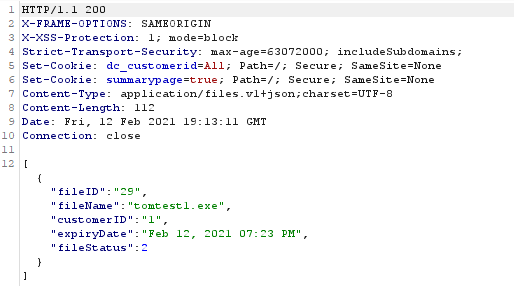 1 HTTP/1.1 200
2 X-FRAME-OPTIONS: SAMEORIGIN
3 X-XSS-Protection: 1; mode=block
4 Strict-Transport-Security: max-age=63072000; includeSubdomains;
5 Set-Cookie: dc_customerid=All; Path=/; Secure; SameSite=None
6 Set-Cookie: summarypage=true; Path=/; Secure; SameSite=None
7 Content-Type: application/files.v1+json;charset=UTF-8
8 Content-Length: 112
9 Date: Fri, 12 Feb 2021 19:13:11 GMT
10 Connection: close
11
12 [
{
"fileID":"29",
"fileName":"tomtest1.exe",
"customerID":"1",
"expiryDate":"Feb 12, 2021 07:23 PM",
"fileStatus":2
}
]